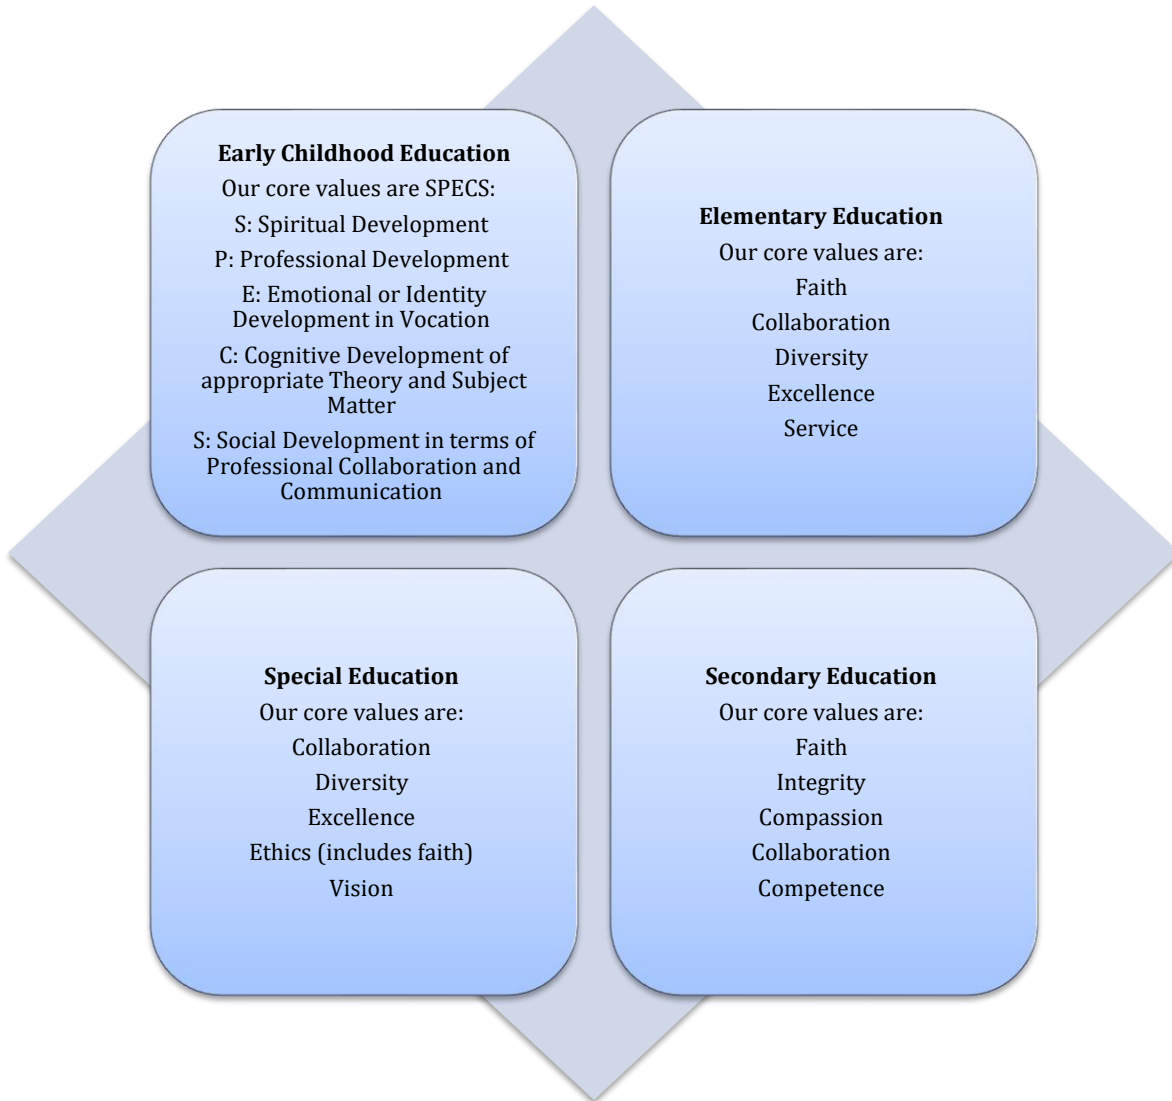 Early Childhood Education
Our core values are SPECS:
S: Spiritual Development
P: Professional Development
E: Emotional or Identity
Development in Vocation
C: Cognitive Development of
appropriate Theory and Subject
Matter
S: Social Development in terms of
Professional Collaboration and
Communication
Elementary Education
Our core values are:
Faith
Collaboration
Diversity
Excellence
Service
Special Education
Our core values are:
Collaboration
Diversity
Excellence
Ethics (includes faith)
Vision
Secondary Education
Our core values are:
Faith
Integrity
Compassion
Collaboration
Competence